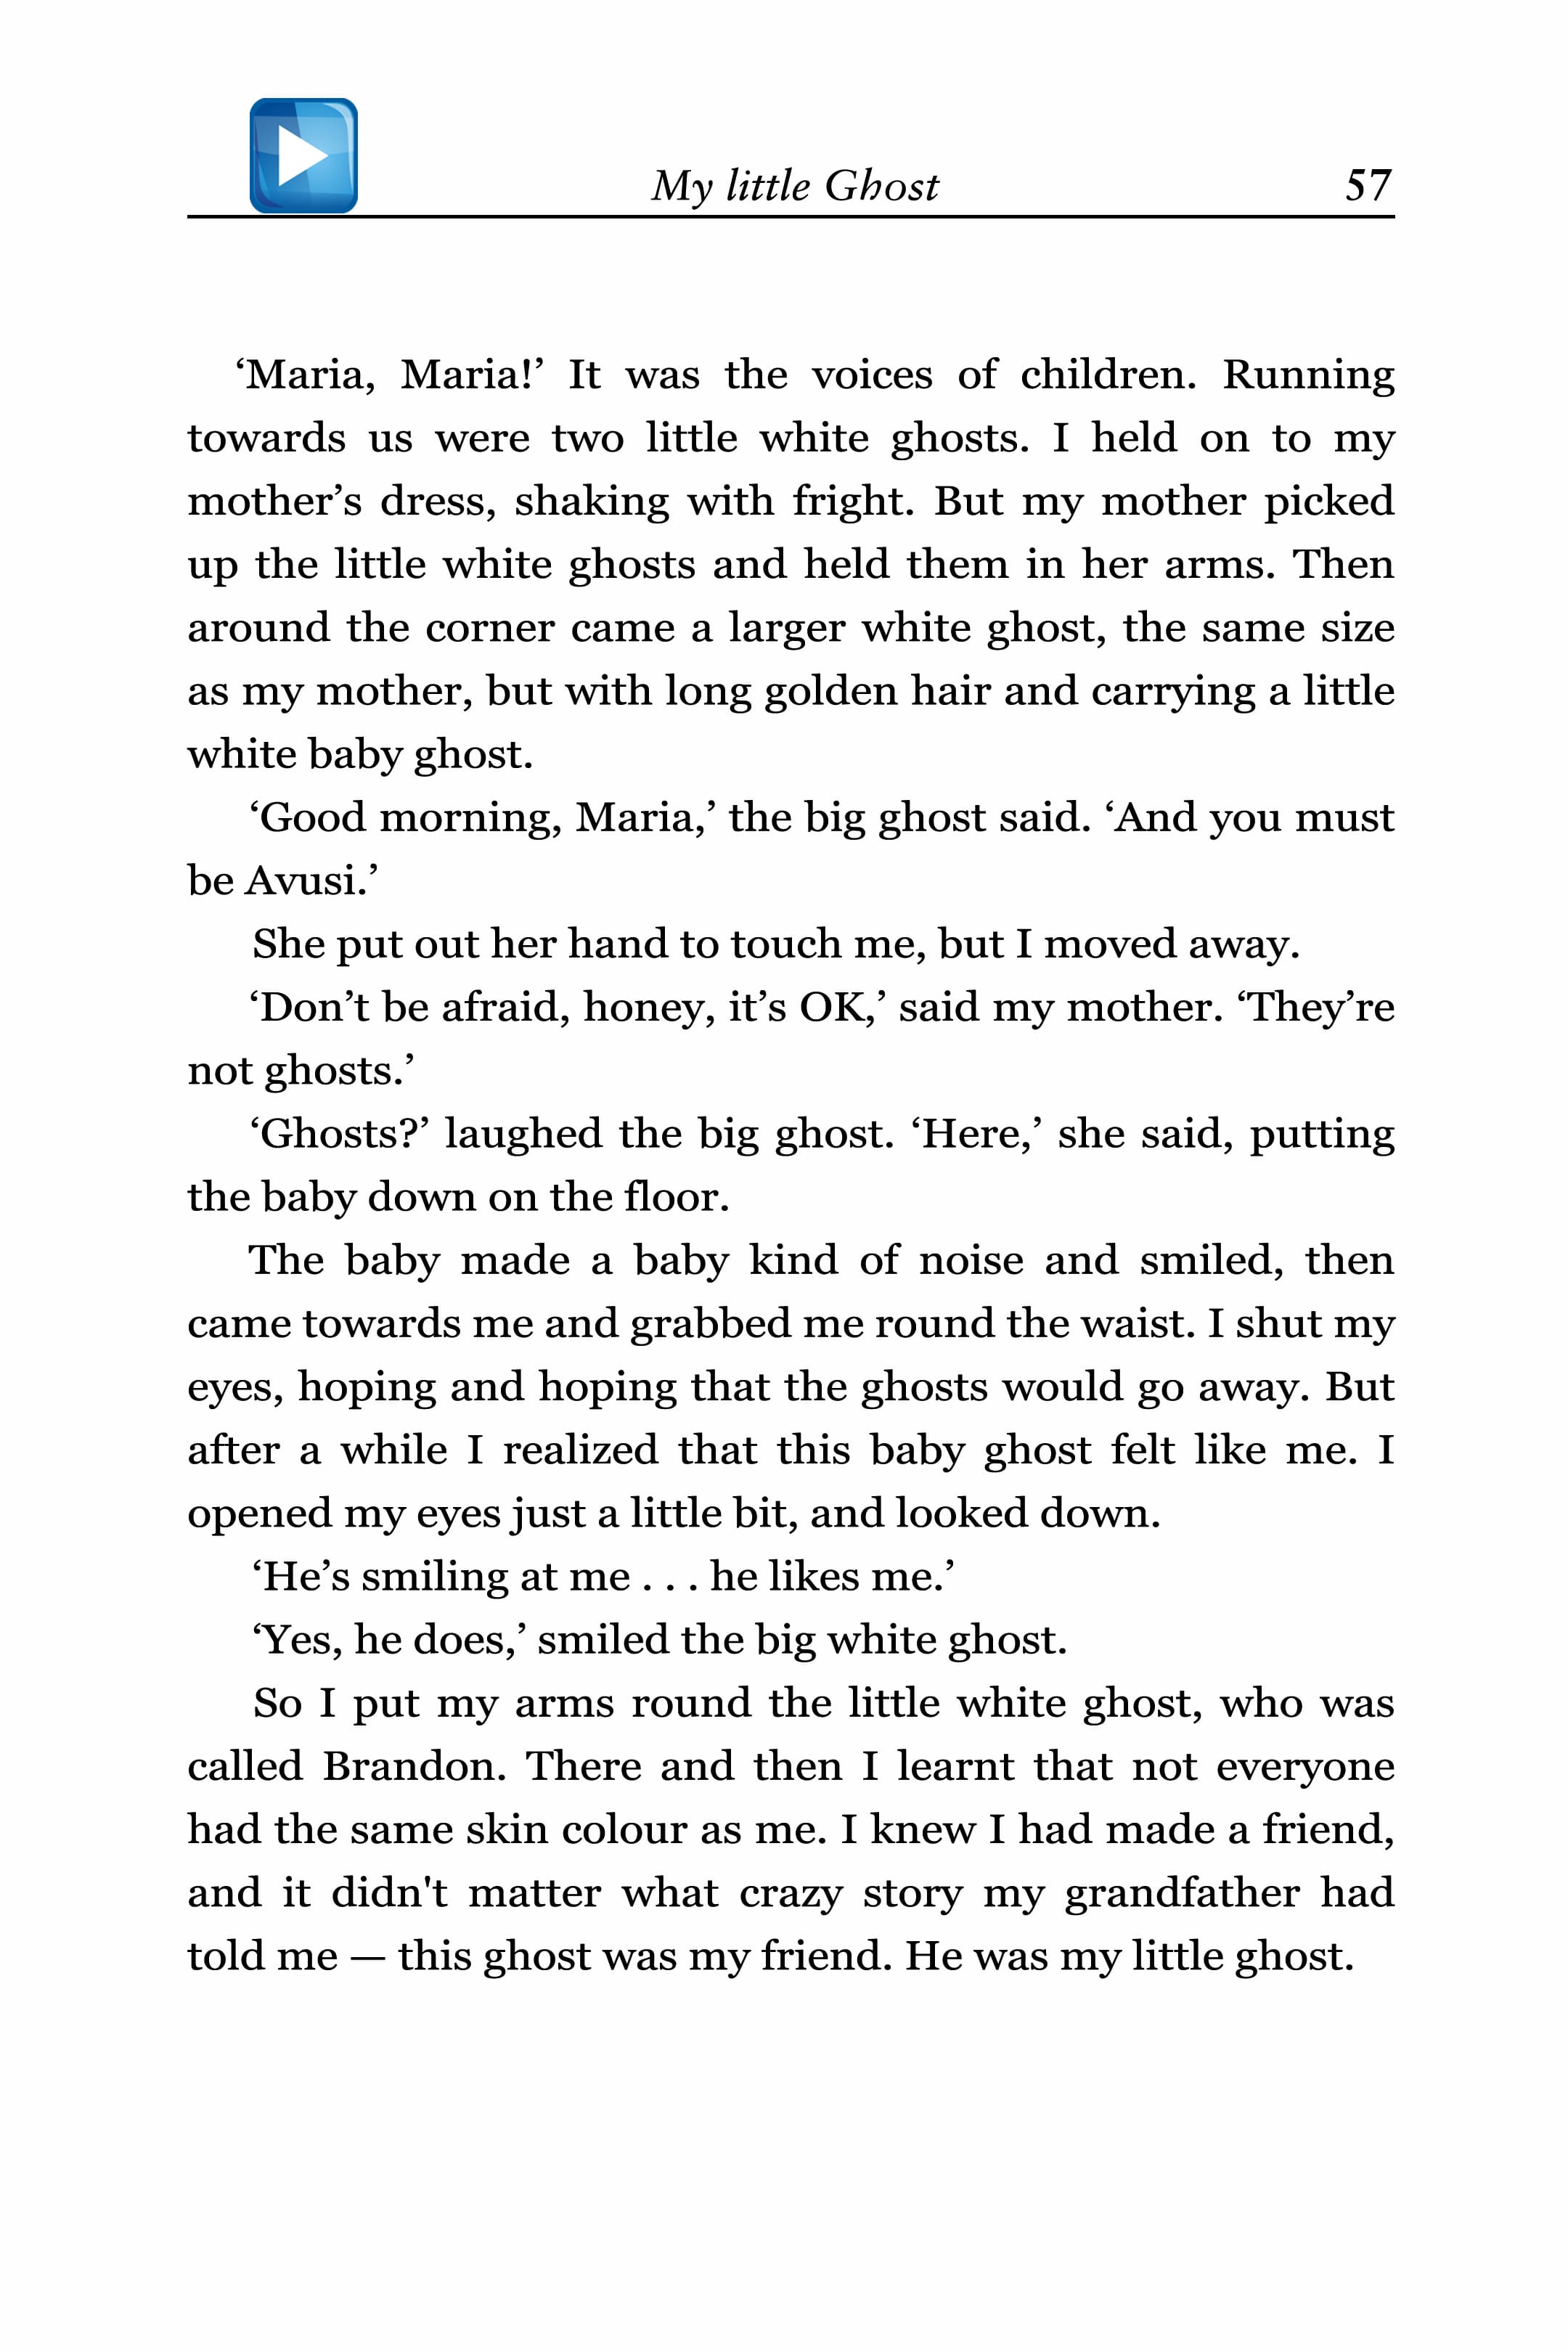 My little Ghost 57
‘Maria, Maria!’ It was the voices of children. Running
towards us were two little white ghosts. I held on to my
mother’s dress, shaking with fright. But my mother picked
up the little white ghosts and held them in her arms. Then
around the corner came a larger white ghost, the same size
as my mother, but with long golden hair and carrying a little
white baby ghost.
‘Good morning, Maria,’ the big ghost said. ‘And you must
be Avusi.’
She put out her hand to touch me, but I moved away.
‘Don’t be afraid, honey, it’s OK,’ said my mother. ‘They’re
not ghosts.’
‘Ghosts?’ laughed the big ghost. ‘Here,’ she said, putting
the baby down on the floor.
The baby made a baby kind of noise and smiled, then
came towards me and grabbed me round the waist. I shut my
eyes, hoping and hoping that the ghosts would go away. But
after a while I realized that this baby ghost felt like me. I
opened my eyes just a little bit, and looked down.
‘He’s smiling at me . . . he likes me.’
‘Yes, he does,’ smiled the big white ghost.
So I put my arms round the little white ghost, who was
called Brandon. There and then I learnt that not everyone
had the same skin colour as me. I knew I had made a friend,
and it didn't matter what crazy story my grandfather had
told me — this ghost was my friend. He was my little ghost.